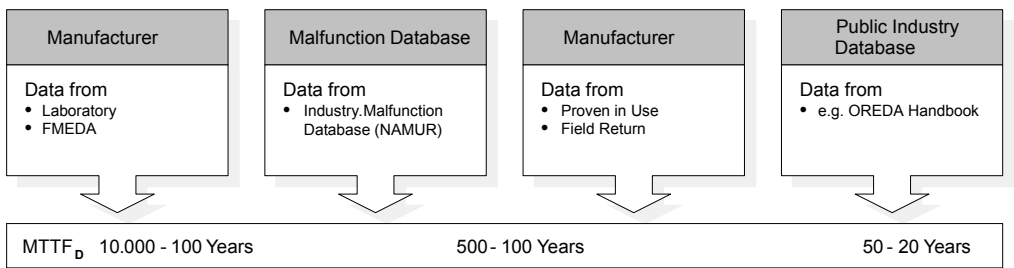 Manufacturer
Data from
• Laboratory
• FMEDA
Malfunction Database
Data from
• Industry.Malfunction
Database (NAMUR)
Manufacturer
Data from
• Proven in Use
• Field Return
Public Industry
Database
Data from
• e.g. OREDA Handbook
MTTF_D 10.000 - 100 Years 500 - 100 Years 50 - 20 Years